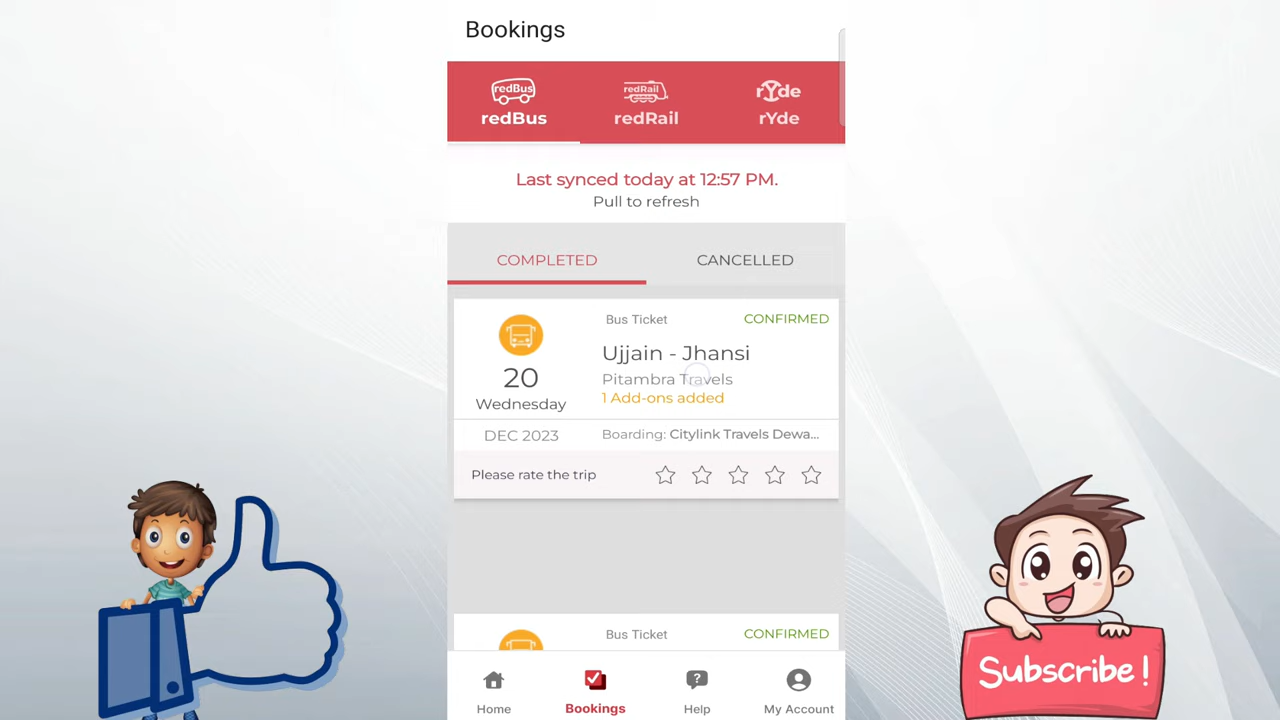 Bookings
redBus
redRail
rYde
redBus
redRail
rYde
Last synced today at 12:57 PM.
Pull to refresh
COMPLETED
CANCELLED
Bus Ticket
CONFIRMED
Ujjain - Jhansi
20
Pitambra Travels
1 Add-ons added
Wednesday
DEC 2023
Boarding: Citylink Travels Dewa...
Please rate the trip
Bus Ticket
CONFIRMED
Subscribe!
Home
Bookings
Help
My Account